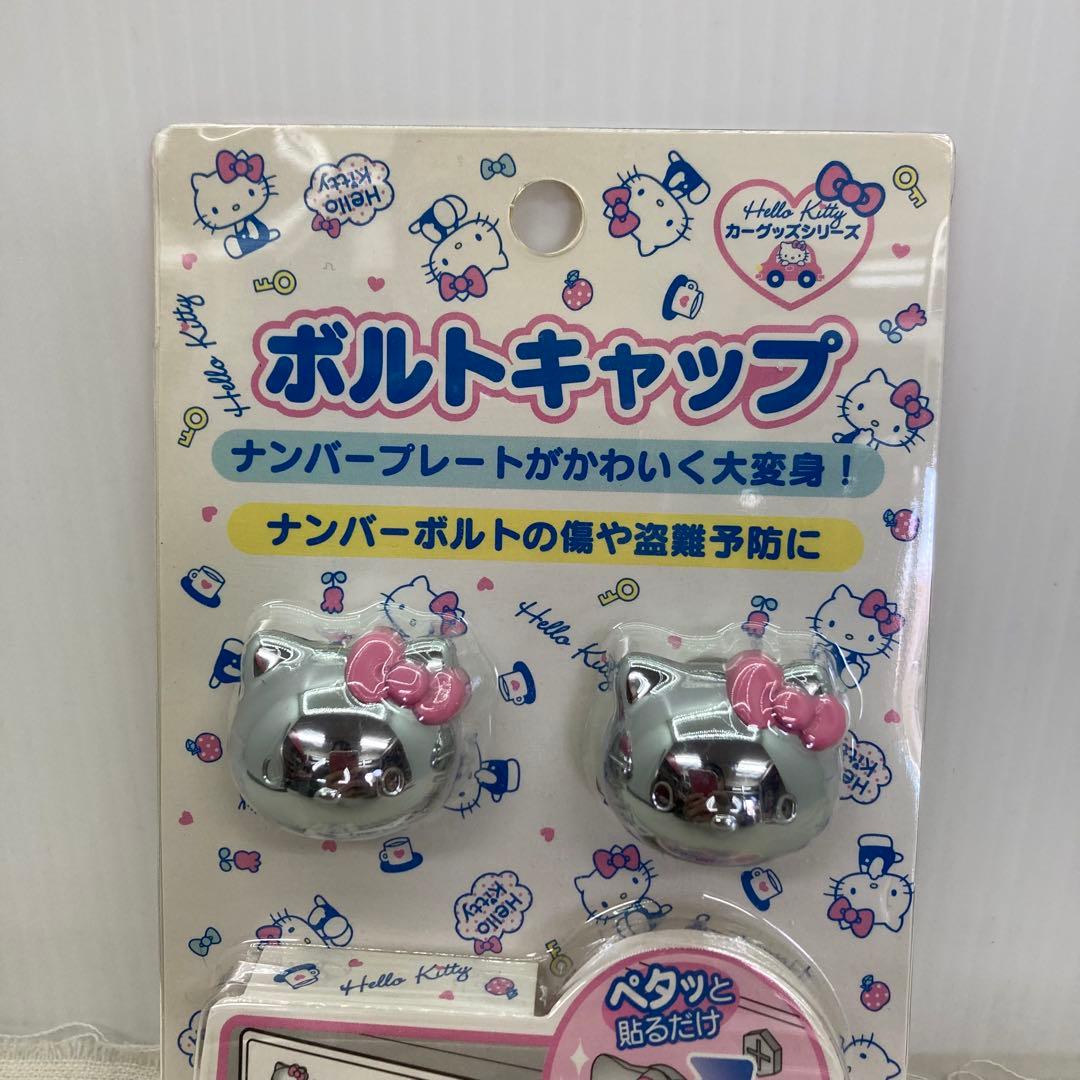 Hello Kitty
カーグッズシリーズ
Hello
Kitty
Hello Kitty
ボルトキャップ
ナンバープレートがかわいく大変身！
ナンバーボルトの傷や盗難予防に
Hello Kitty
Hello
Kitty
Hello
Kitty
Hello Kitty
ペタッと
貼るだけ